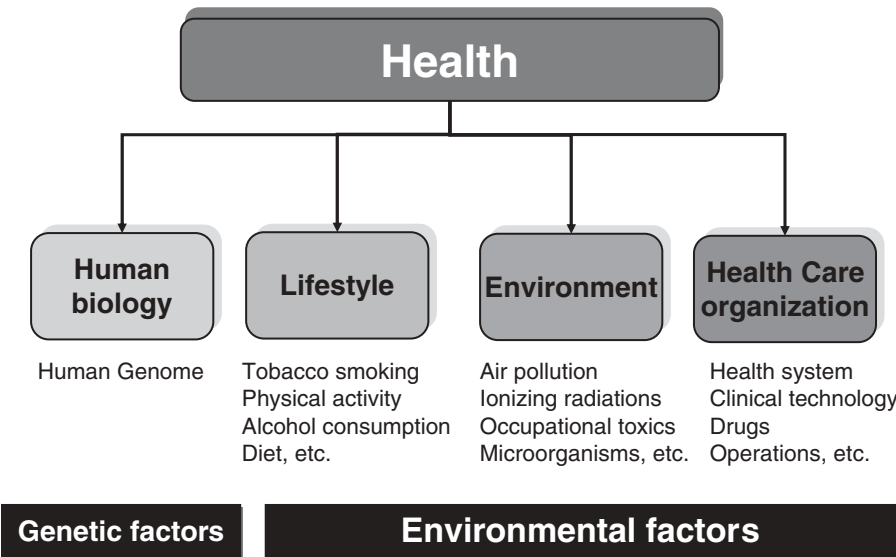 Health
Human
biology
Lifestyle
Environment
Health Care
organization
Human Genome
Tobacco smoking
Physical activity
Alcohol consumption
Diet, etc.
Air pollution
Ionizing radiations
Occupational toxics
Microorganisms, etc.
Health system
Clinical technology
Drugs
Operations, etc.
Genetic factors
Environmental factors